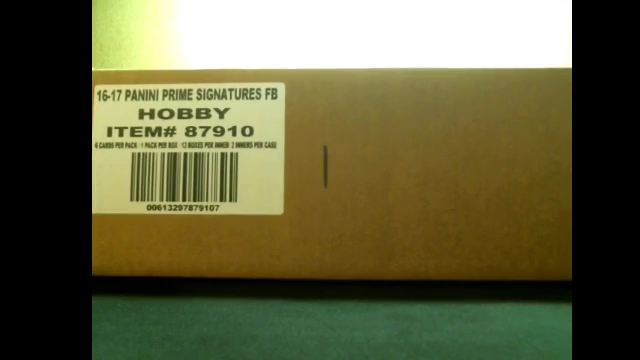 16-17 PANINI PRIME SIGNATURES FB
HOBBY
ITEM# 87910
6 CARDS PER PACK 1 PACK PER BOX 12 BOXES PER INNER 2 INNERS PER CASE
00613297879107